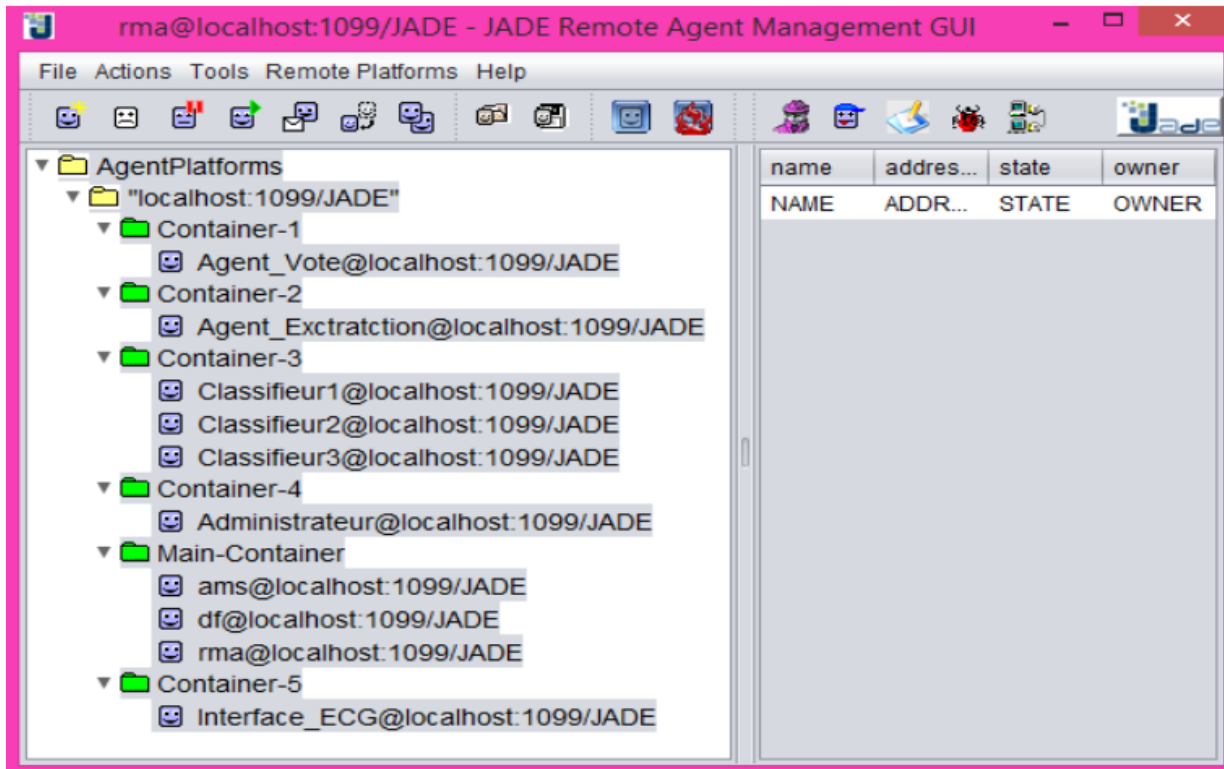 rma@localhost:1099/JADE - JADE Remote Agent Management GUI
File Actions Tools Remote Platforms Help
Jade
AgentPlatforms
"localhost:1099/JADE"
Container-1
Agent_Vote@localhost:1099/JADE
Container-2
Agent_Exctratction@localhost:1099/JADE
Container-3
Classifieur1@localhost:1099/JADE
Classifieur2@localhost:1099/JADE
Classifieur3@localhost:1099/JADE
Container-4
Administrateur@localhost:1099/JADE
Main-Container
ams@localhost:1099/JADE
df@localhost:1099/JADE
rma@localhost:1099/JADE
Container-5
Interface_ECG@localhost:1099/JADE
name addres... state owner
NAME ADDR... STATE OWNER